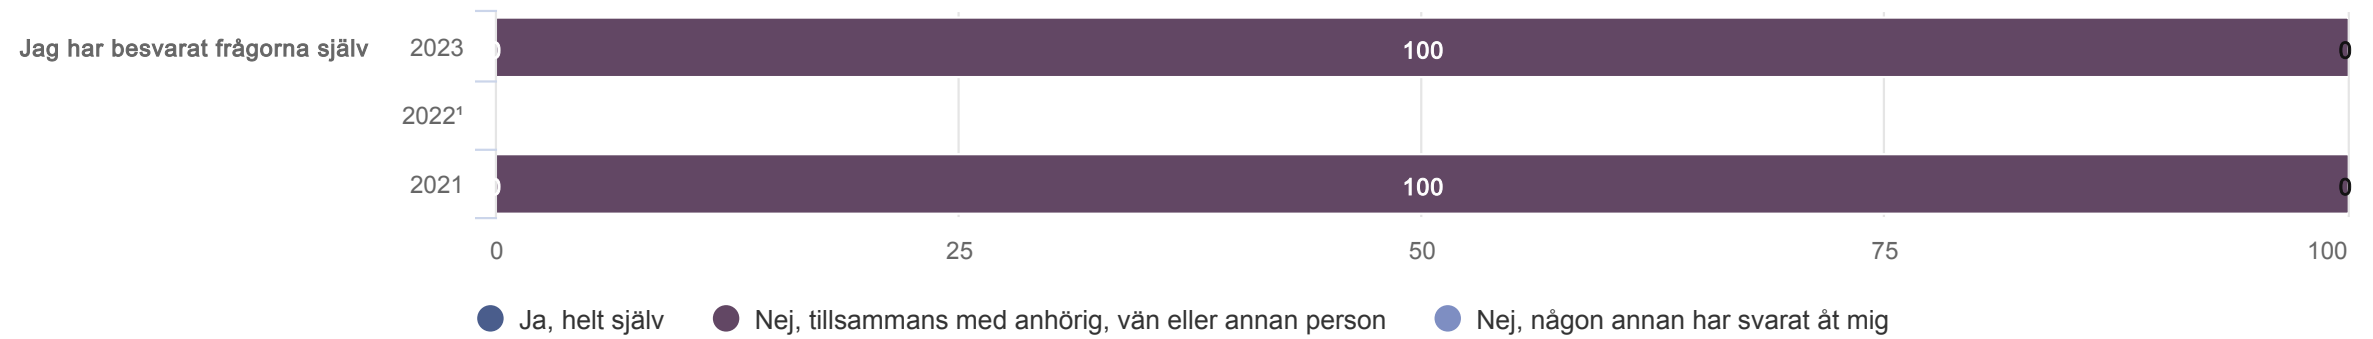 Jag har besvarat frågorna själv 2023 0 100 0
2022¹
2021 0 100 0
0 25 50 75 100
Ja, helt själv Nej, tillsammans med anhörig, vän eller annan person Nej, någon annan har svarat åt mig